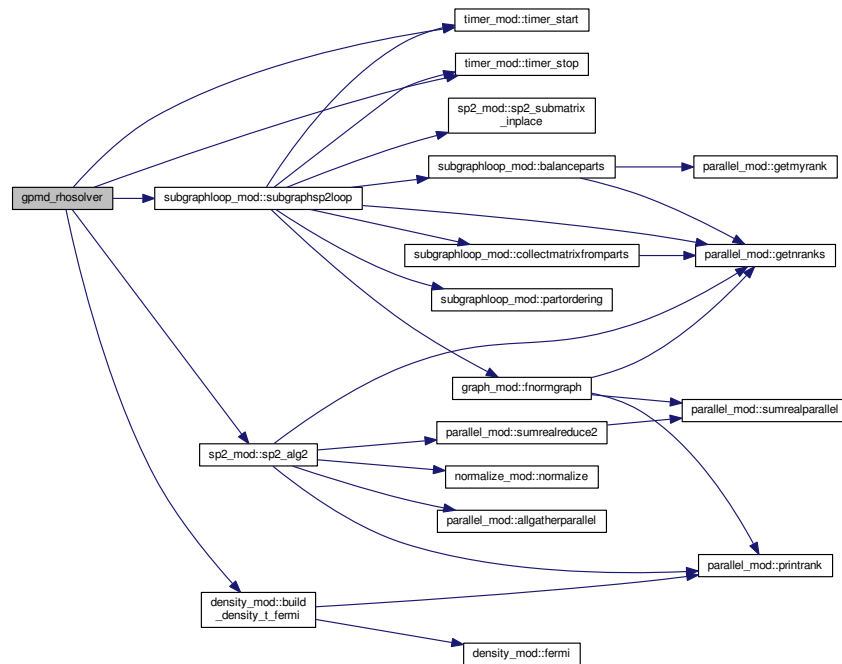 timer_mod::timer_start
timer_mod::timer_stop
sp2_mod::sp2_submatrix
_inplace
subgraphloop_mod::balanceparts
parallel_mod::getmyrank
gpmd_rhosolver
subgraphloop_mod::subgraphsp2loop
subgraphloop_mod::collectmatrixfromparts
parallel_mod::getnranks
subgraphloop_mod::partordering
graph_mod::fnormgraph
parallel_mod::sumrealparallel
parallel_mod::sumrealreduce2
sp2_mod::sp2_alg2
normalize_mod::normalize
parallel_mod::allgatherparallel
parallel_mod::printrank
density_mod::build
_density_t_fermi
density_mod::fermi